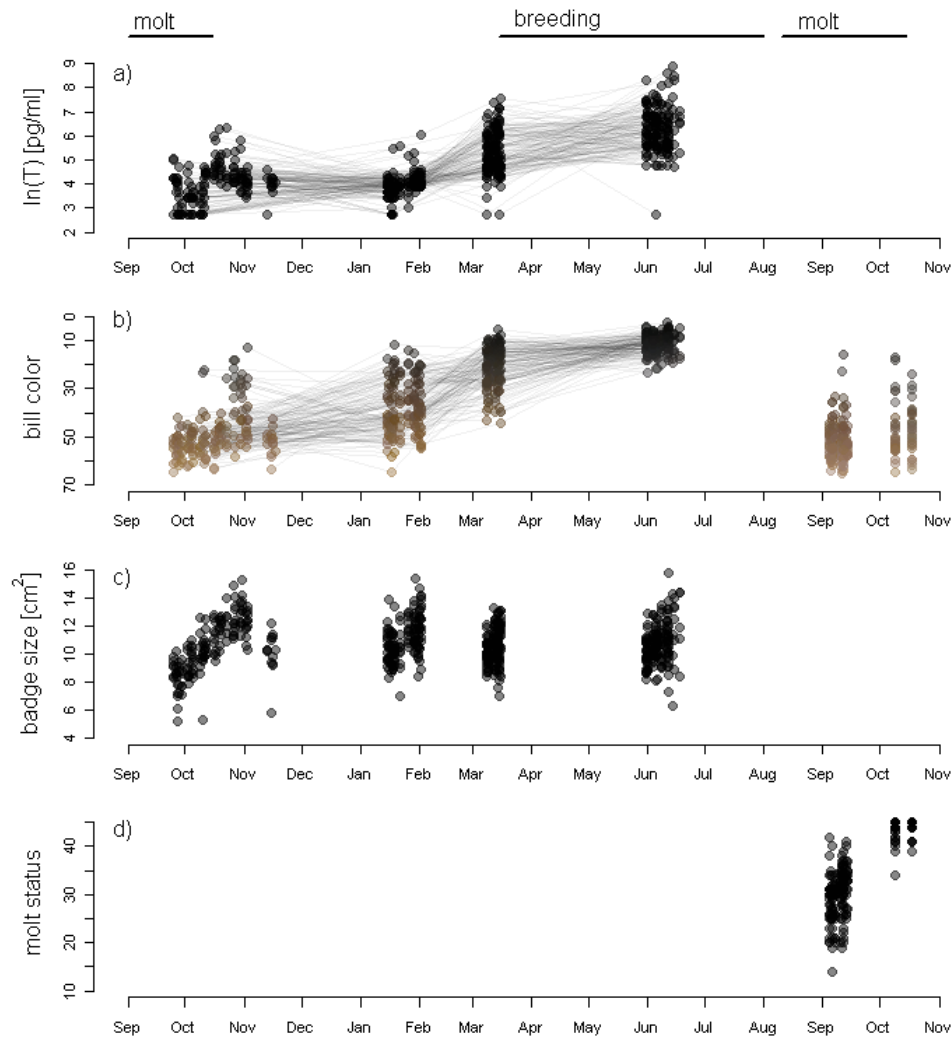 molt breeding molt
a)
ln(T) [pg/ml]
9
8
7
6
5
4
3
2
Sep Oct Nov Dec Jan Feb Mar Apr May Jun Jul Aug Sep Oct Nov
b)
bill color
0
10
30
50
70
Sep Oct Nov Dec Jan Feb Mar Apr May Jun Jul Aug Sep Oct Nov
c)
badge size [cm²]
16
14
12
10
8
6
4
Sep Oct Nov Dec Jan Feb Mar Apr May Jun Jul Aug Sep Oct Nov
d)
molt status
40
30
20
10
Sep Oct Nov Dec Jan Feb Mar Apr May Jun Jul Aug Sep Oct Nov